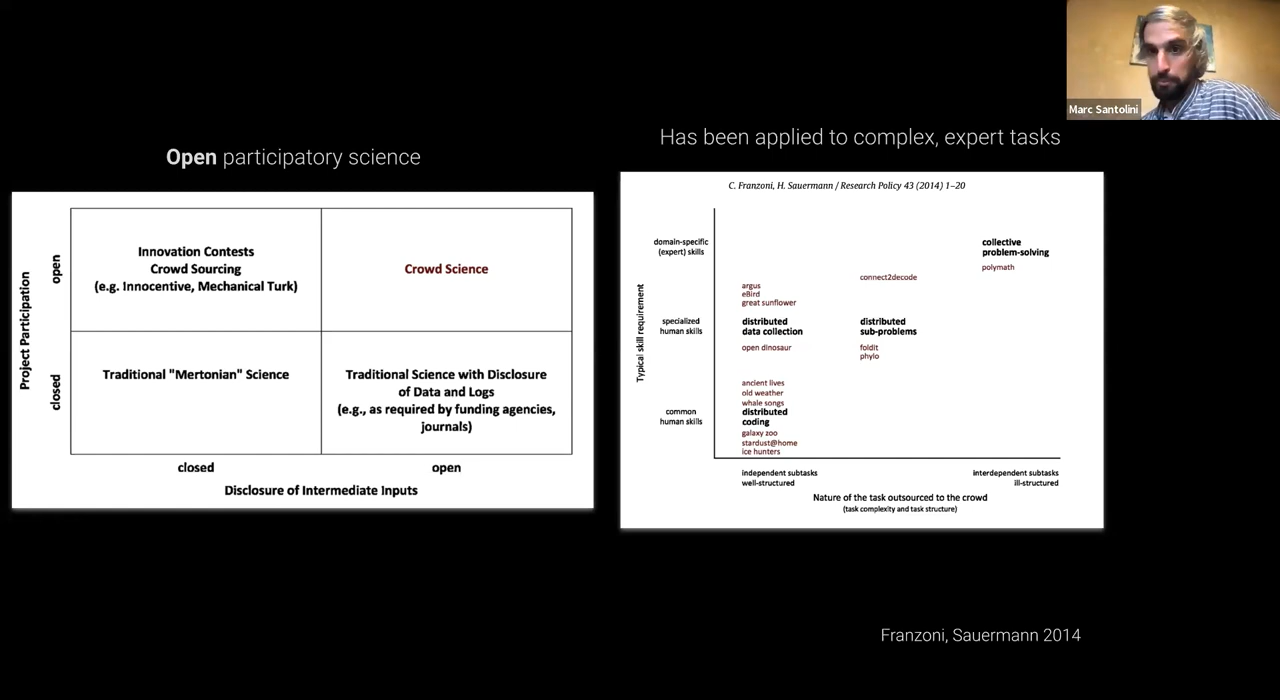 Marc Santolini
Open participatory science
Project Participation
open
closed
Innovation Contests
Crowd Sourcing
(e.g. Innocentive, Mechanical Turk)
Crowd Science
Traditional "Mertonian" Science
Traditional Science with Disclosure
of Data and Logs
(e.g., as required by funding agencies,
journals)
closed
open
Disclosure of Intermediate Inputs
Has been applied to complex, expert tasks
C. Franzoni, H. Sauermann / Research Policy 43 (2014) 1–20
Typical skill requirement
domain-specific
(expert) skills
specialized
human skills
common
human skills
collective
problem-solving
polymath
connect2decode
argus
eBird
great sunflower
distributed
data collection
open dinosaur
distributed
sub-problems
foldit
phylo
ancient lives
old weather
whale songs
distributed
coding
galaxy zoo
stardust@home
ice hunters
independent subtasks
well-structured
interdependent subtasks
ill-structured
Nature of the task outsourced to the crowd
(task complexity and task structure)
Franzoni, Sauermann 2014